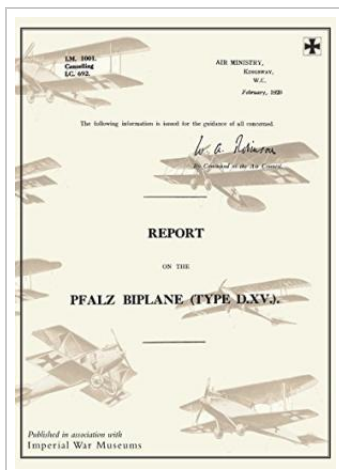 I.M. 1001.
Cancelling
I.C. 692.
AIR MINISTRY,
KINGSWAY,
W.C.
February, 1920
The following information is issued for the guidance of all concerned.
W. A. Robinson
By Command of the Air Council.
REPORT
ON THE
PFALZ BIPLANE (TYPE D.XV.).
Published in association with
Imperial War Museums